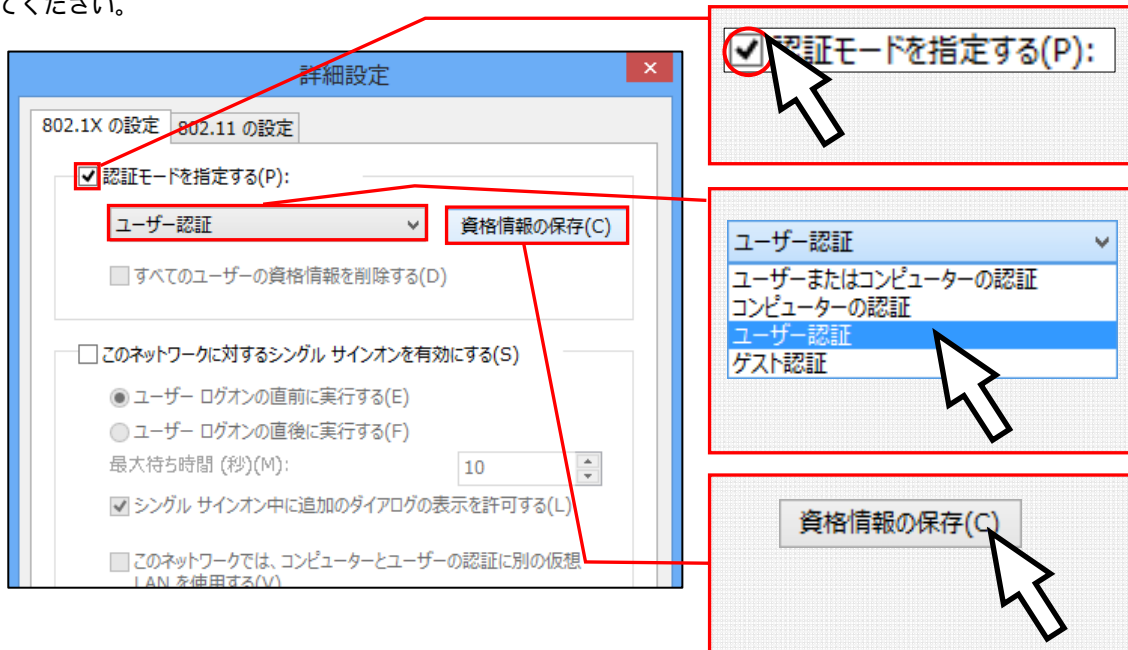 てください。
詳細設定
802.1X の設定
802.11 の設定
認証モードを指定する(P):
ユーザー認証
資格情報の保存(C)
すべてのユーザーの資格情報を削除する(D)
このネットワークに対するシングル サインオンを有効にする(S)
ユーザー ログオンの直前に実行する(E)
ユーザー ログオンの直後に実行する(F)
最大待ち時間 (秒)(M):
10
シングル サインオン中に追加のダイアログの表示を許可する(L)
このネットワークでは、コンピューターとユーザーの認証に別の仮想
LAN を使用する(V)
認証モードを指定する(P):
ユーザー認証
ユーザーまたはコンピューターの認証
コンピューターの認証
ユーザー認証
ゲスト認証
資格情報の保存(C)